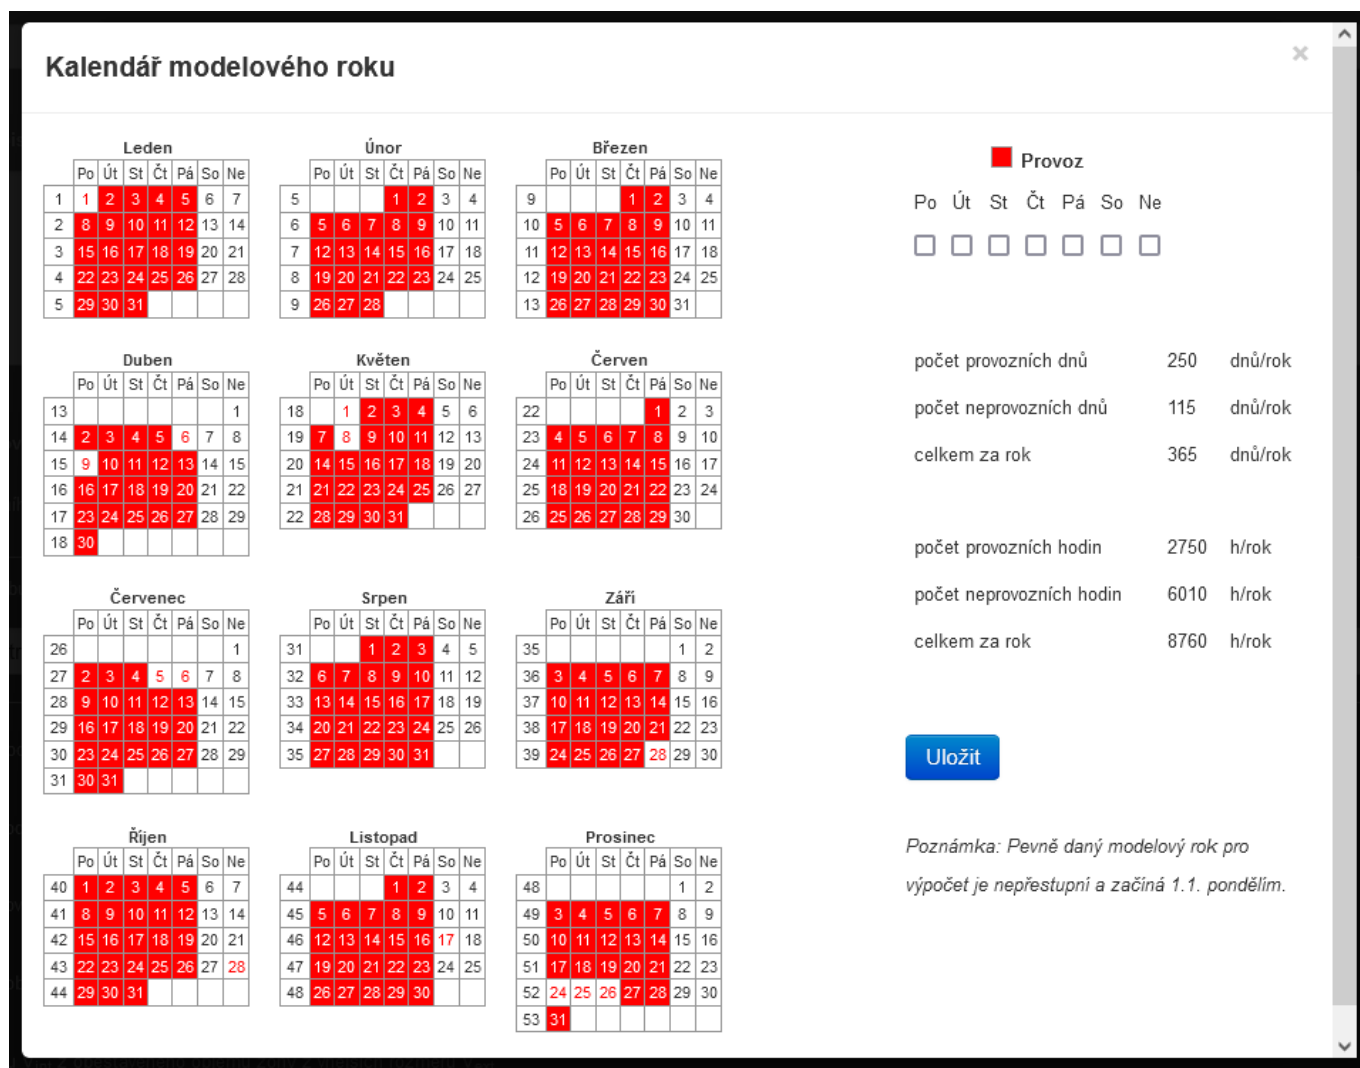 Kalendář modelového roku ×
Leden
Po Út St Čt Pá So Ne
1 1 2 3 4 5 6 7
2 8 9 10 11 12 13 14
3 15 16 17 18 19 20 21
4 22 23 24 25 26 27 28
5 29 30 31
Únor
Po Út St Čt Pá So Ne
5 1 2 3 4
6 5 6 7 8 9 10 11
7 12 13 14 15 16 17 18
8 19 20 21 22 23 24 25
9 26 27 28
Březen
Po Út St Čt Pá So Ne
9 1 2 3 4
10 5 6 7 8 9 10 11
11 12 13 14 15 16 17 18
12 19 20 21 22 23 24 25
13 26 27 28 29 30 31
Duben
Po Út St Čt Pá So Ne
13 1
14 2 3 4 5 6 7 8
15 9 10 11 12 13 14 15
16 16 17 18 19 20 21 22
17 23 24 25 26 27 28 29
18 30
Květen
Po Út St Čt Pá So Ne
18 1 2 3 4 5 6
19 7 8 9 10 11 12 13
20 14 15 16 17 18 19 20
21 21 22 23 24 25 26 27
22 28 29 30 31
Červen
Po Út St Čt Pá So Ne
22 1 2 3
23 4 5 6 7 8 9 10
24 11 12 13 14 15 16 17
25 18 19 20 21 22 23 24
26 25 26 27 28 29 30
Červenec
Po Út St Čt Pá So Ne
26 1
27 2 3 4 5 6 7 8
28 9 10 11 12 13 14 15
29 16 17 18 19 20 21 22
30 23 24 25 26 27 28 29
31 30 31
Srpen
Po Út St Čt Pá So Ne
31 1 2 3 4 5
32 6 7 8 9 10 11 12
33 13 14 15 16 17 18 19
34 20 21 22 23 24 25 26
35 27 28 29 30 31
Září
Po Út St Čt Pá So Ne
35 1 2
36 3 4 5 6 7 8 9
37 10 11 12 13 14 15 16
38 17 18 19 20 21 22 23
39 24 25 26 27 28 29 30
Říjen
Po Út St Čt Pá So Ne
40 1 2 3 4 5 6 7
41 8 9 10 11 12 13 14
42 15 16 17 18 19 20 21
43 22 23 24 25 26 27 28
44 29 30 31
Listopad
Po Út St Čt Pá So Ne
44 1 2 3 4
45 5 6 7 8 9 10 11
46 12 13 14 15 16 17 18
47 19 20 21 22 23 24 25
48 26 27 28 29 30
Prosinec
Po Út St Čt Pá So Ne
48 1 2
49 3 4 5 6 7 8 9
50 10 11 12 13 14 15 16
51 17 18 19 20 21 22 23
52 24 25 26 27 28 29 30
53 31
Provoz
Po Út St Čt Pá So Ne
počet provozních dnů 250 dnů/rok
počet neprovozních dnů 115 dnů/rok
celkem za rok 365 dnů/rok
počet provozních hodin 2750 h/rok
počet neprovozních hodin 6010 h/rok
celkem za rok 8760 h/rok
Uložit
Poznámka: Pevně daný modelový rok pro
výpočet je nepřestupní a začíná 1.1. pondělím.